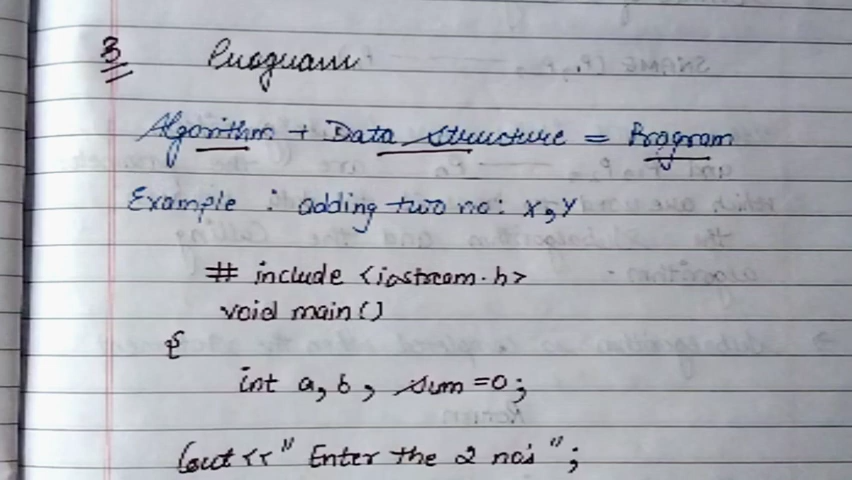 3 Program
Algorithm + Data structure = Program
Example : adding two no: x, y
# include <iostream.h>
void main()
{
int a, b, sum = 0;
Cout << " Enter the 2 nos ";